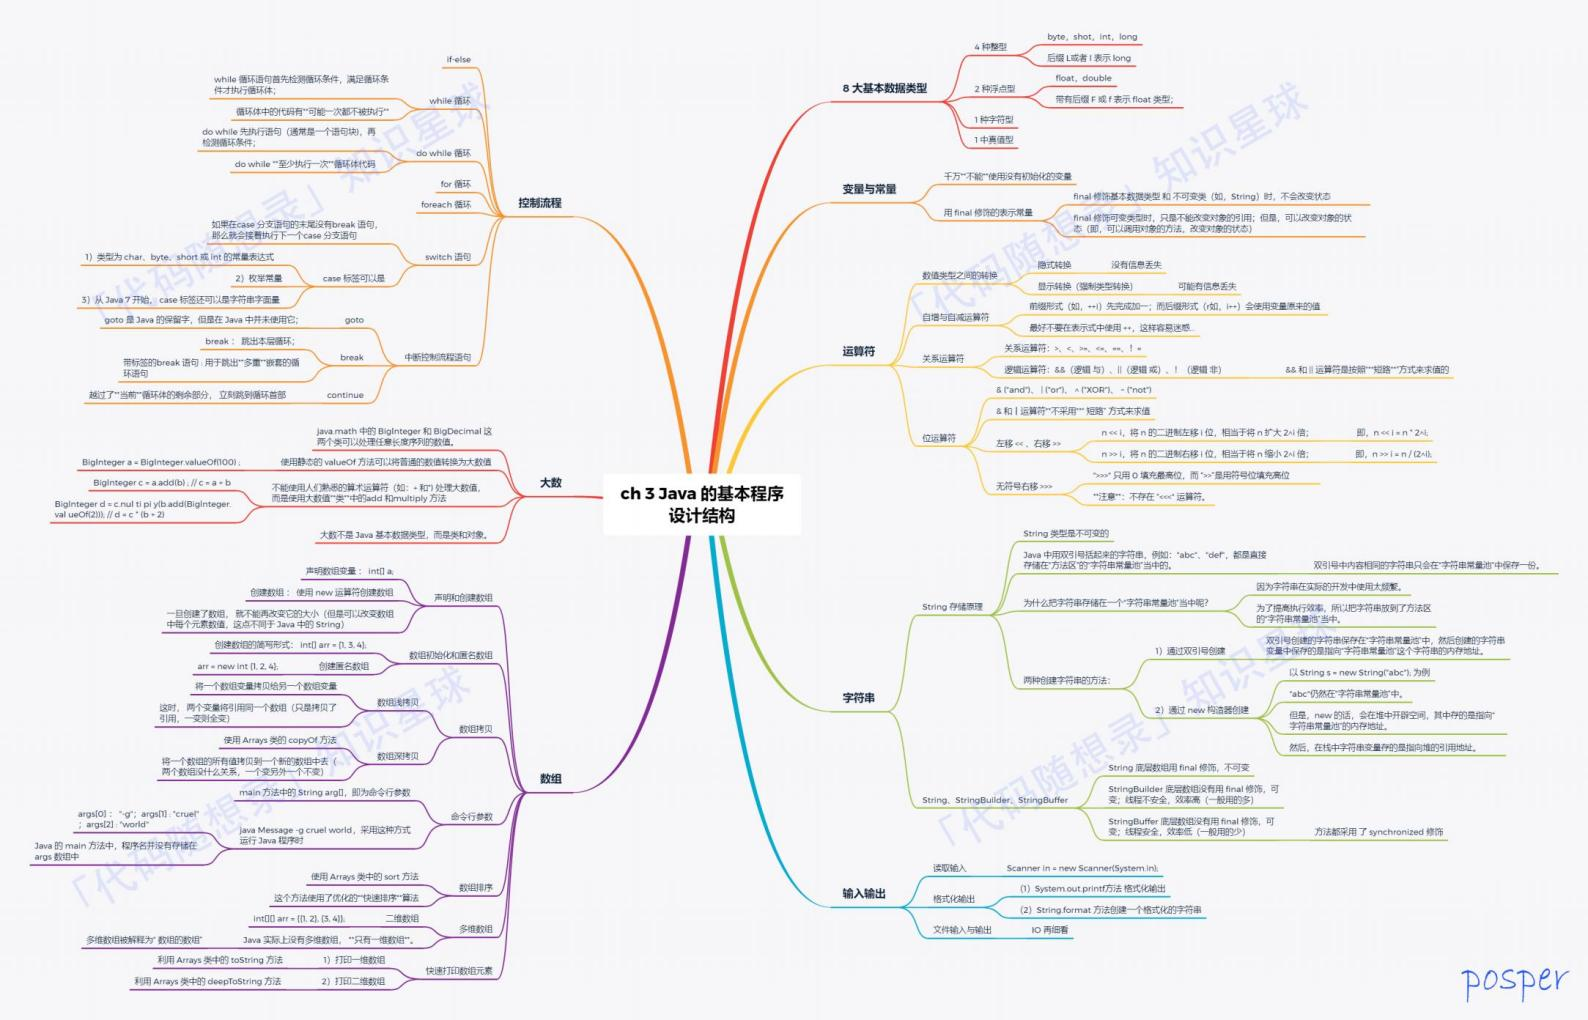 ch 3 Java 的基本程序
设计结构
8 大基本数据类型
4 种整型
byte，shot，int，long
后缀 L或者 l 表示 long
2 种浮点型
float，double
带有后缀 F 或 f 表示 float 类型；
1 种字符型
1 中真值型
变量与常量
千万**不能**使用没有初始化的变量
用 final 修饰的表示常量
final 修饰基本数据类型 和 不可变类（如，String）时，不会改变状态
final 修饰可变类型时，只是不能改变对象的引用；但是，可以改变对象的状
态（即，可以调用对象的方法，改变对象的状态）
运算符
数值类型之间的转换
隐式转换
没有信息丢失
显示转换（强制类型转换）
可能有信息丢失
自增与自减运算符
前缀形式（如，++i）先完成加一；而后缀形式（r如，i++）会使用变量原来的值
最好不要在表示式中使用 ++，这样容易迷惑...
关系运算符
关系运算符：>、<、>=、<=、==、！=
逻辑运算符：&&（逻辑 与）、||（逻辑 或）、！（逻辑 非）
&& 和 || 运算符是按照**"短路"**方式来求值的
位运算符
& ("and")、 | ("or")、 ^ ("XOR")、 ~ ("not")
& 和 | 运算符**不采用**" 短路" 方式来求值
左移 << 、右移 >>
n << i，将 n 的二进制左移 i 位，相当于将 n 扩大 2^i 倍；
即，n << i = n * 2^i;
n >> i，将 n 的二进制右移 i 位，相当于将 n 缩小 2^i 倍；
即，n >> i = n / (2^i);
无符号右移 >>>
">>>" 只用 0 填充最高位，而 ">>"是用符号位填充高位
**注意**：不存在 "<<<" 运算符。
字符串
String 存储原理
String 类型是不可变的
Java 中用双引号括起来的字符串，例如："abc"、"def"，都是直接
存储在"方法区"的"字符串常量池"当中的。
双引号中内容相同的字符串只会在"字符串常量池"中保存一份。
为什么把字符串存储在一个"字符串常量池"当中呢？
因为字符串在实际的开发中使用太频繁。
为了提高执行效率，所以把字符串放到了方法区
的"字符串常量池"当中。
两种创建字符串的方法：
1）通过双引号创建
双引号创建的字符串保存在"字符串常量池"中，然后创建的字符串
变量中保存的是指向"字符串常量池"这个字符串的内存地址。
2）通过 new 构造器创建
以 String s = new String("abc"); 为例
"abc"仍然在"字符串常量池"中。
但是，new 的话，会在堆中开辟空间，其中存的是指向"
字符串常量池"的内存地址。
然后，在栈中字符串变量存的是指向堆的引用地址。
String、StringBuilder、StringBuffer
String 底层数组用 final 修饰，不可变
StringBuilder 底层数组没有用 final 修饰，可
变；线程不安全，效率高（一般用的多）
StringBuffer 底层数组没有用 final 修饰，可
变；线程安全，效率低（一般用的少）
方法都采用 了 synchronized 修饰
输入输出
读取输入
Scanner in = new Scanner(System.in);
格式化输出
（1）System.out.printf方法 格式化输出
（2）String.format 方法创建一个格式化的字符串
文件输入与输出
IO 再细看
控制流程
if-else
while 循环
while 循环语句首先检测循环条件，满足循环条
件才执行循环体；
循环体中的代码有**可能一次都不被执行**
do while 循环
do while 先执行语句（通常是一个语句块)，再
检测循环条件；
do while **至少执行一次**循环体代码
for 循环
foreach 循环
switch 语句
如果在case 分支语句的末尾没有break 语句，
那么就会接着执行下一个case 分支语句
case 标签可以是
1）类型为 char、byte、short 或 int 的常量表达式
2）枚举常量
3）从 Java 7 开始， case 标签还可以是字符串字面量
中断控制流程语句
goto
goto 是 Java 的保留字，但是在 Java 中并未使用它；
break
break ： 跳出本层循环；
带标签的break 语句 : 用于跳出**多重**嵌套的循
环语句
continue
越过了**当前**循环体的剩余部分， 立刻跳到循环首部
大数
java.math 中的 BigInteger 和 BigDecimal 这
两个类可以处理任意长度序列的数值。
使用静态的 valueOf 方法可以将普通的数值转换为大数值
BigInteger a = BigInteger.valueOf(100) ;
不能使用人们熟悉的算术运算符（如：+ 和*) 处理大数值，
而是使用大数值**类**中的add 和multiply 方法
BigInteger c = a.add(b) ; // c = a + b
BigInteger d = c.nul ti pi y(b.add(BigInteger.
val ueOf(2))); // d = c * (b + 2)
大数不是 Java 基本数据类型，而是类和对象。
数组
声明和创建数组
声明数组变量 ： int[] a;
创建数组： 使用 new 运算符创建数组
一旦创建了数组， 就不能再改变它的大小（但是可以改变数组
中每个元素数值，这点不同于 Java 中的 String）
数组初始化和匿名数组
创建数组的简写形式： int[] arr = {1, 3, 4};
创建匿名数组
arr = new int {1, 2, 4};
数组拷贝
数组浅拷贝
将一个数组变量拷贝给另一个数组变量
这时， 两个变量将引用同一个数组（只是拷贝了
引用，一变则全变）
数组深拷贝
使用 Arrays 类的 copyOf 方法
将一个数组的所有值拷贝到一个新的数组中去（
两个数组没什么关系，一个变另外一个不变）
命令行参数
main 方法中的 String arg[]，即为命令行参数
java Message -g cruel world，采用这种方式
运行 Java 程序时
args[0] ： "-g"；args[1] : "cruel"
；args[2] : "world"
Java 的 main 方法中，程序名并没有存储在
args 数组中
数组排序
使用 Arrays 类中的 sort 方法
这个方法使用了优化的**快速排序**算法
多维数组
二维数组
int[][] arr = {{1, 2}, {3, 4}};
Java 实际上没有多维数组， **只有一维数组**。
多维数组被解释为" 数组的数组"
快速打印数组元素
1）打印一维数组
利用 Arrays 类中的 toString 方法
2）打印二维数组
利用 Arrays 类中的 deepToString 方法
「代码随想录」知识星球
「代码随想录」知识星球
「代码随想录」知识星球
「代码随想录」知识星球
posper